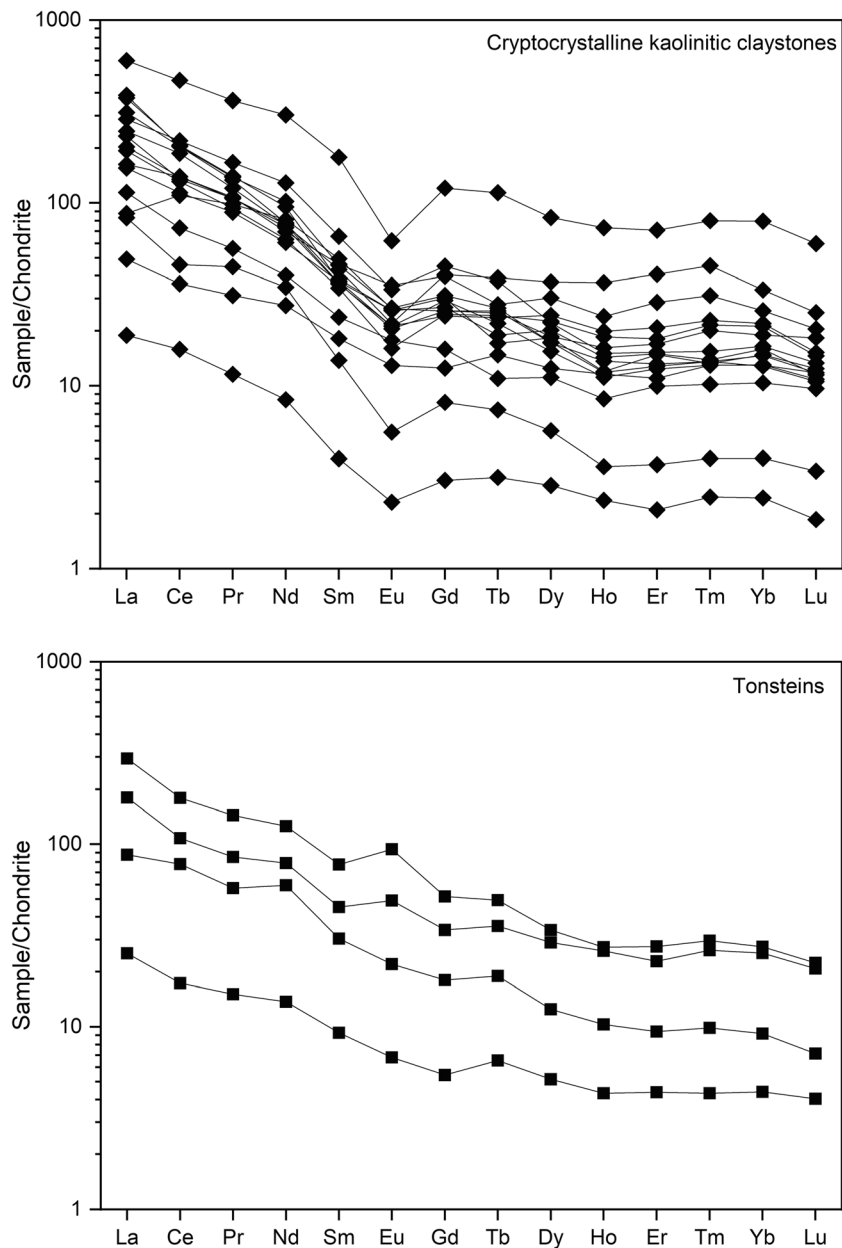 1000
Cryptocrystalline kaolinitic claystones
100
Sample/Chondrite
10
1
La Ce Pr Nd Sm Eu Gd Tb Dy Ho Er Tm Yb Lu
1000
Tonsteins
100
Sample/Chondrite
10
1
La Ce Pr Nd Sm Eu Gd Tb Dy Ho Er Tm Yb Lu